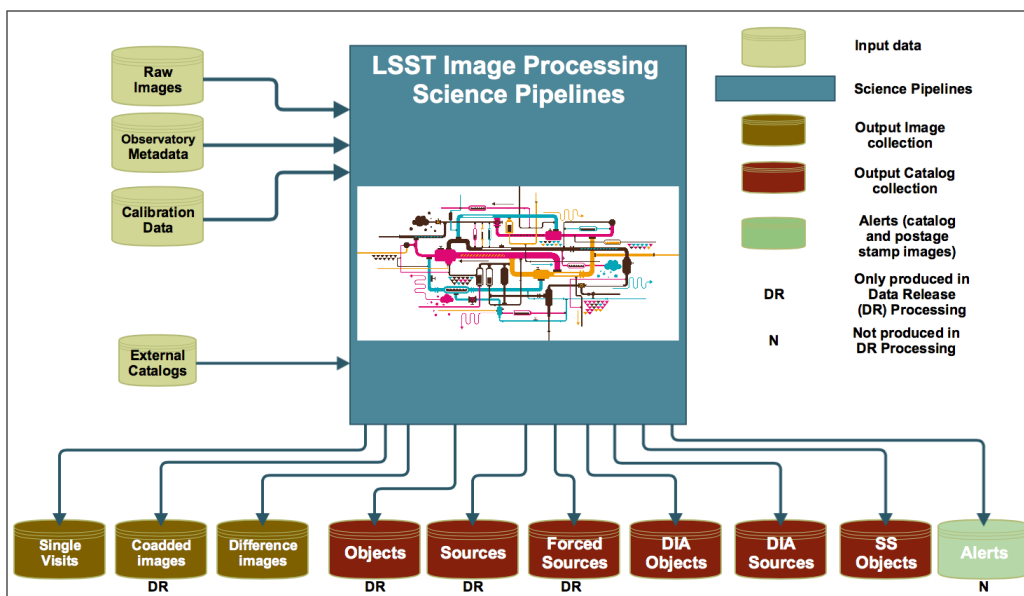 LSST Image Processing
Science Pipelines
Raw
Images
Observatory
Metadata
Calibration
Data
External
Catalogs
Input data
Science Pipelines
Output Image
collection
Output Catalog
collection
Alerts (catalog
and postage
stamp images)
DR
Only produced in
Data Release
(DR) Processing
N
Not produced in
DR Processing
Single
Visits
Coadded
images
DR
Difference
images
Objects
DR
Sources
DR
Forced
Sources
DR
DIA
Objects
DIA
Sources
SS
Objects
Alerts
N